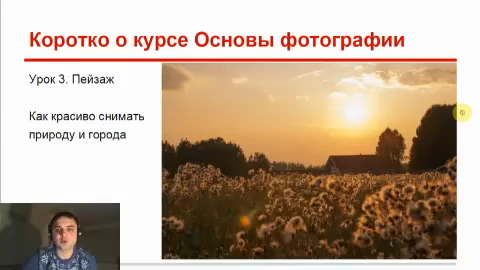 Коротко о курсе Основы фотографии
Урок 3. Пейзаж
Как красиво снимать
природу и города